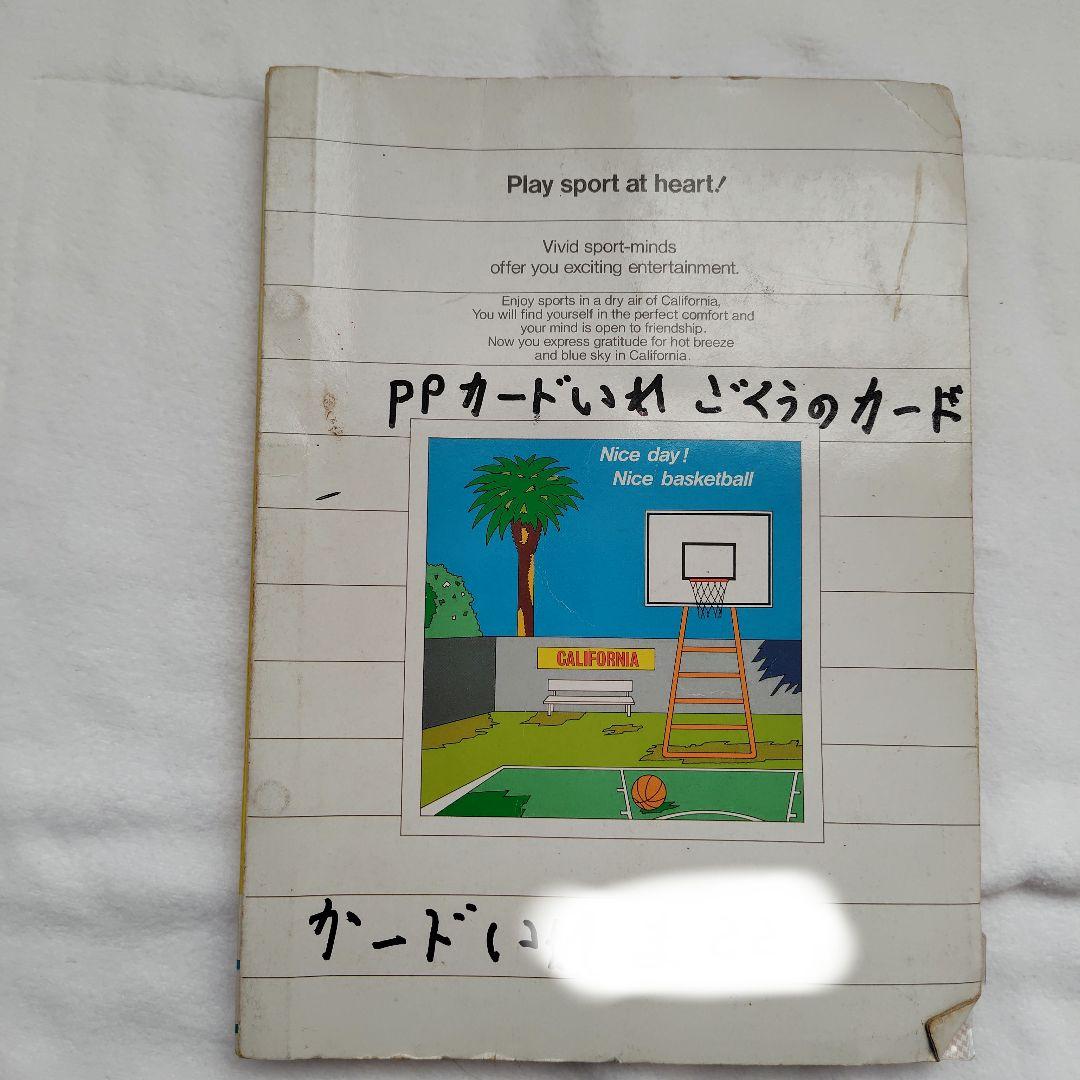 Play sport at heart!
Vivid sport-minds
offer you exciting entertainment.
Enjoy sports in a dry air of California,
You will find yourself in the perfect comfort and
your mind is open to friendship.
Now you express gratitude for hot breeze
and blue sky in California.
PPカードいれ ごくうのカード
Nice day!
Nice basketball
CALIFORNIA
カードいれ